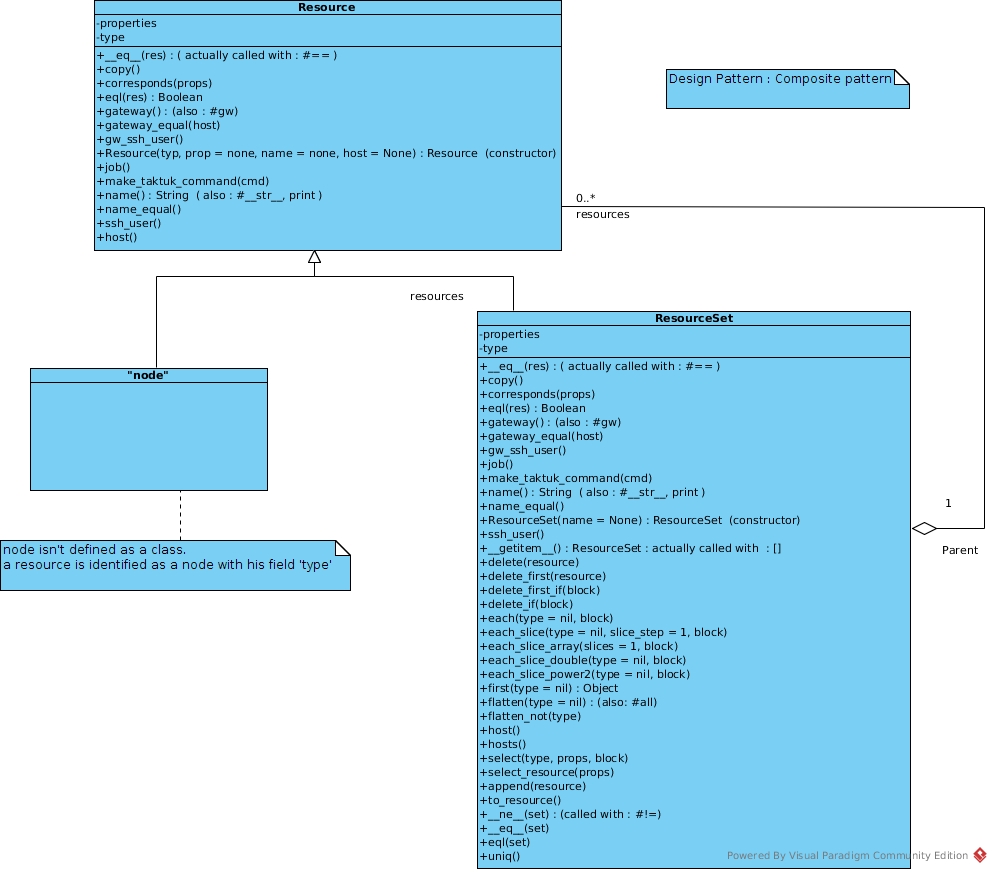 Resource
-properties
-type
+__eq__(res) : ( actually called with : #== )
+copy()
+corresponds(props)
+eql(res) : Boolean
+gateway() : (also : #gw)
+gateway_equal(host)
+gw_ssh_user()
+Resource(typ, prop = none, name = none, host = None) : Resource  (constructor)
+job()
+make_taktuk_command(cmd)
+name() : String  ( also : #__str__, print )
+name_equal()
+ssh_user()
+host()
Design Pattern : Composite pattern
0..*
resources
resources
"node"
node isn't defined as a class.
a resource is identified as a node with his field 'type'
ResourceSet
-properties
-type
+__eq__(res) : ( actually called with : #== )
+copy()
+corresponds(props)
+eql(res) : Boolean
+gateway() : (also : #gw)
+gateway_equal(host)
+gw_ssh_user()
+job()
+make_taktuk_command(cmd)
+name() : String  ( also : #__str__, print )
+name_equal()
+ResourceSet(name = None) : ResourceSet  (constructor)
+ssh_user()
+__getitem__() : ResourceSet : actually called with  : []
+delete(resource)
+delete_first(resource)
+delete_first_if(block)
+delete_if(block)
+each(type = nil, block)
+each_slice(type = nil, slice_step = 1, block)
+each_slice_array(slices = 1, block)
+each_slice_double(type = nil, block)
+each_slice_power2(type = nil, block)
+first(type = nil) : Object
+flatten(type = nil) : (also: #all)
+flatten_not(type)
+host()
+hosts()
+select(type, props, block)
+select_resource(props)
+append(resource)
+to_resource()
+__ne__(set) : (called with : #!=)
+__eq__(set)
+eql(set)
+uniq()
1
Parent
Powered By Visual Paradigm Community Edition